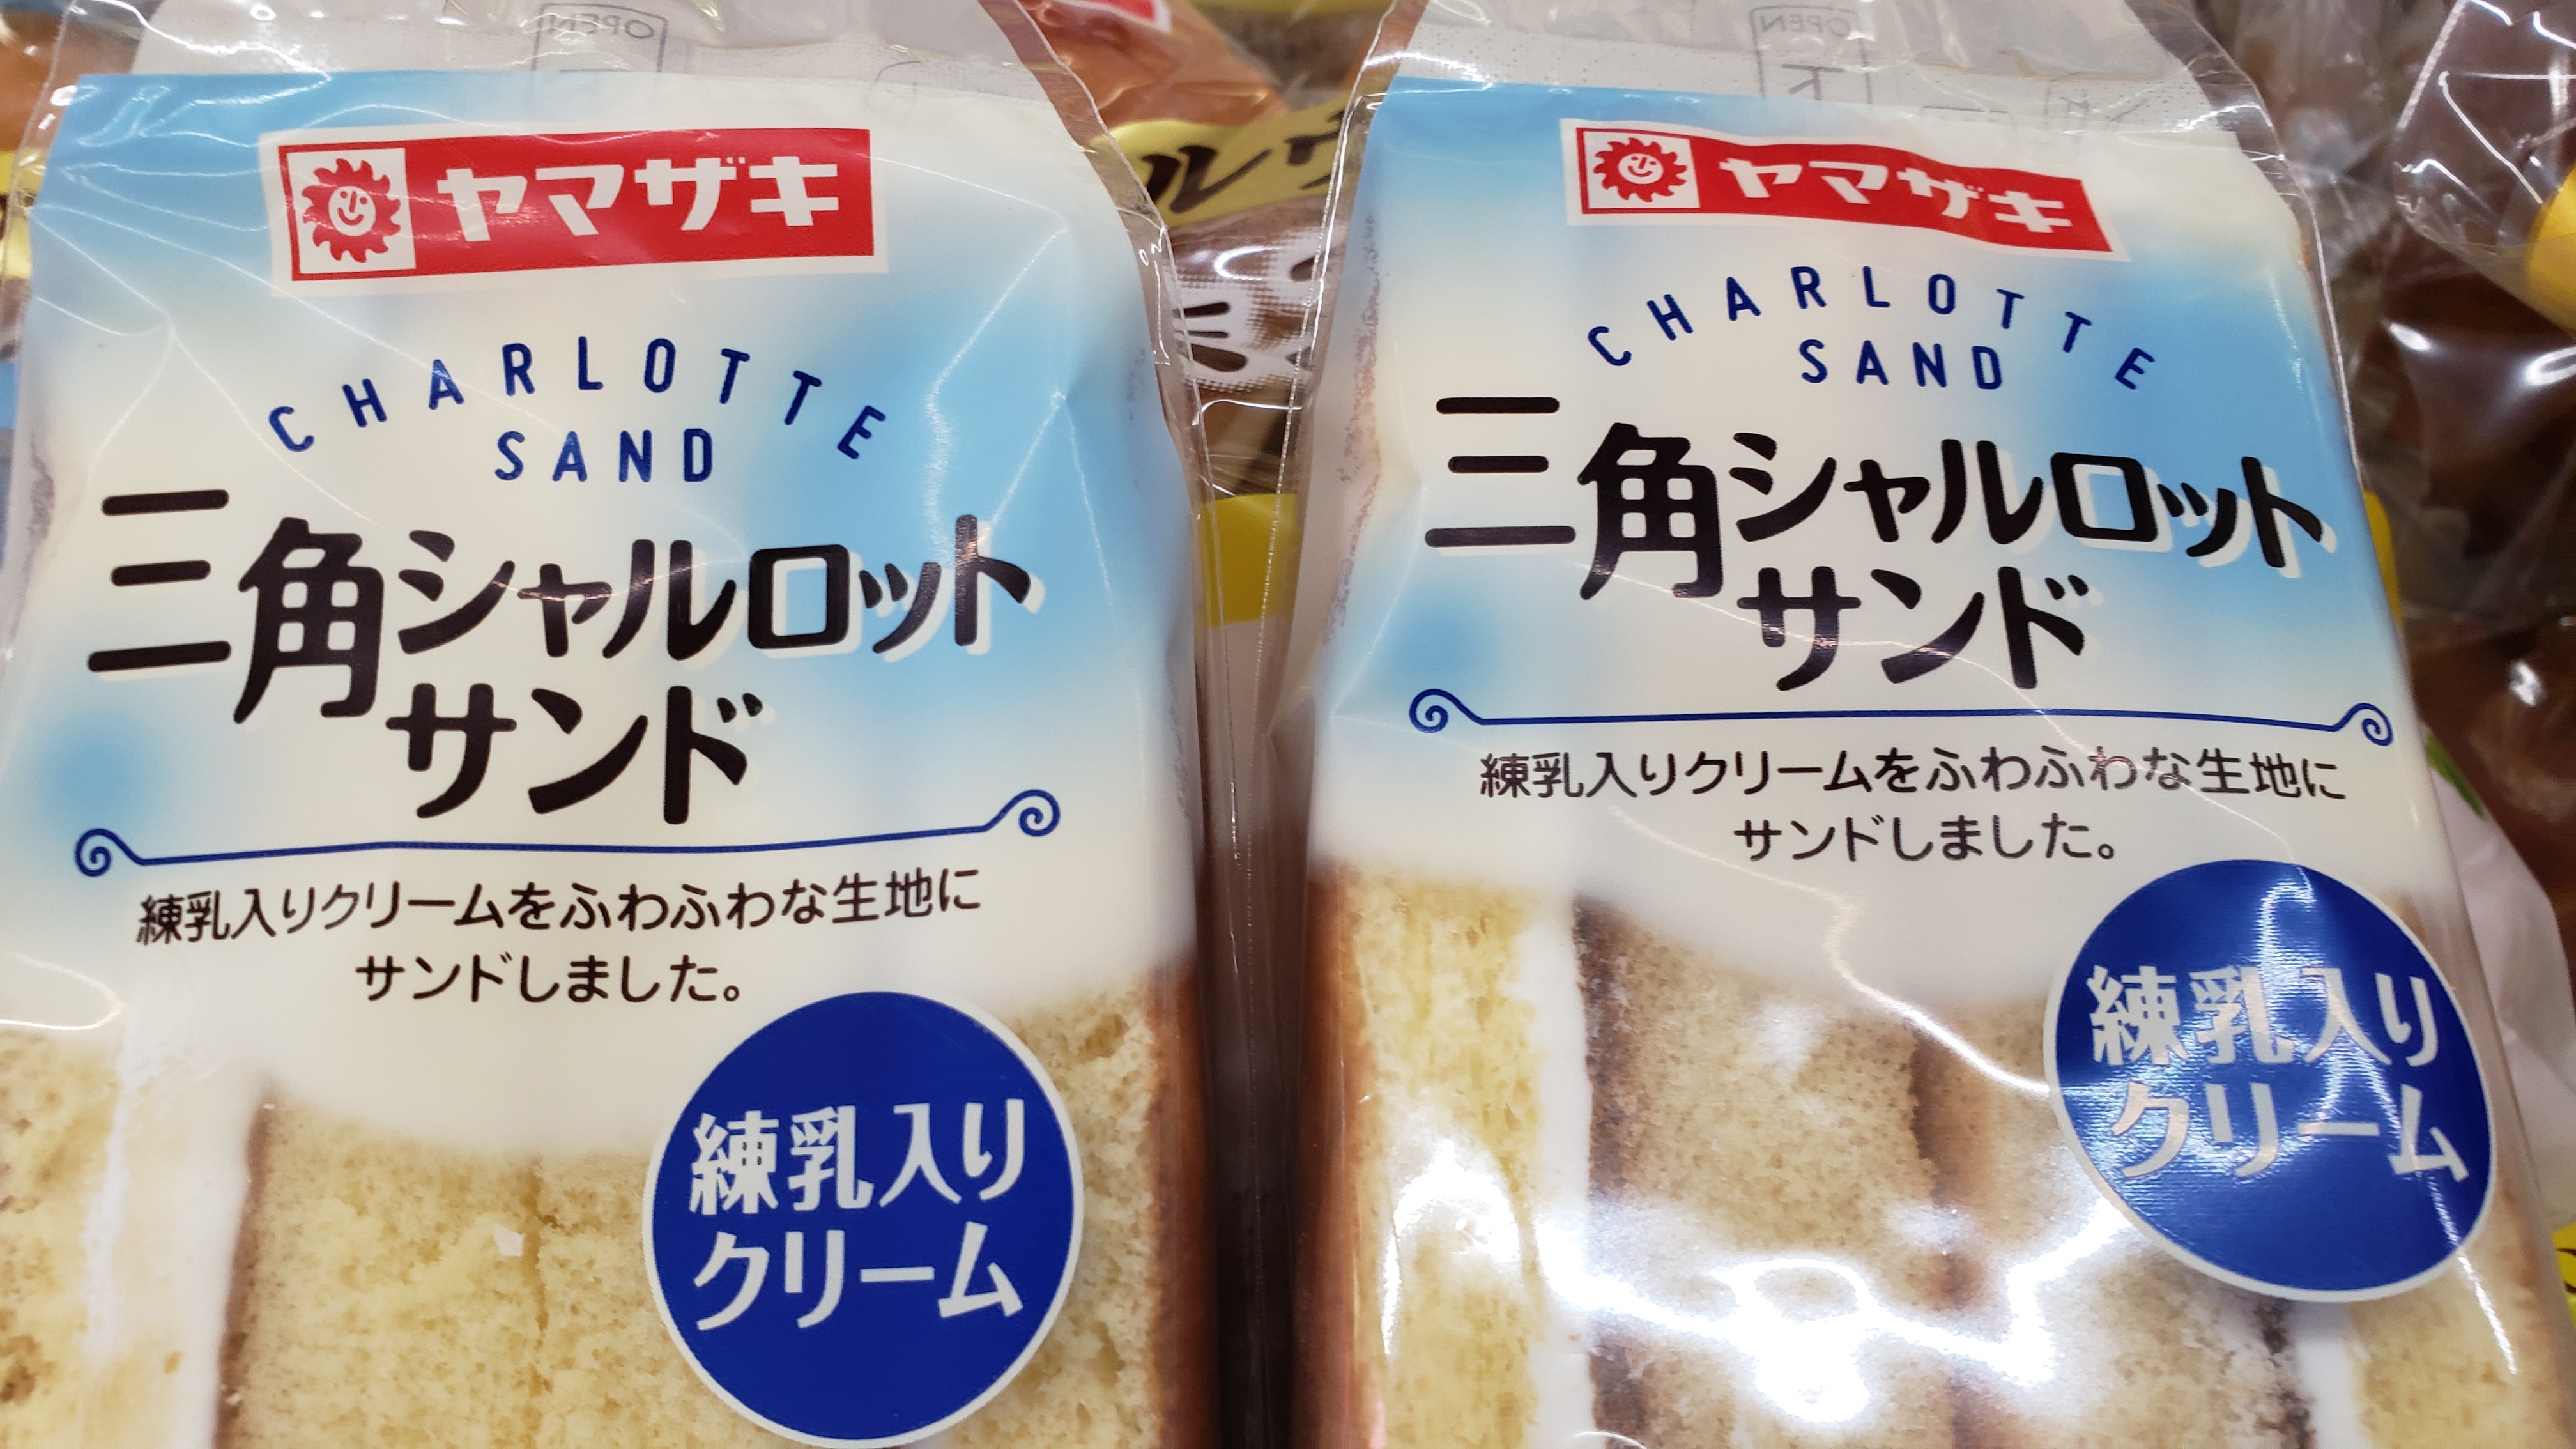 ヤマザキ
CHARLOTTE
SAND
三角シャルロット
サンド
練乳入りクリームをふわふわな生地に
サンドしました。
練乳入り
クリーム
OPEN
ヤマザキ
CHARLOTTE
SAND
三角シャルロット
サンド
練乳入りクリームをふわふわな生地に
サンドしました。
練乳入り
クリーム
OPEN